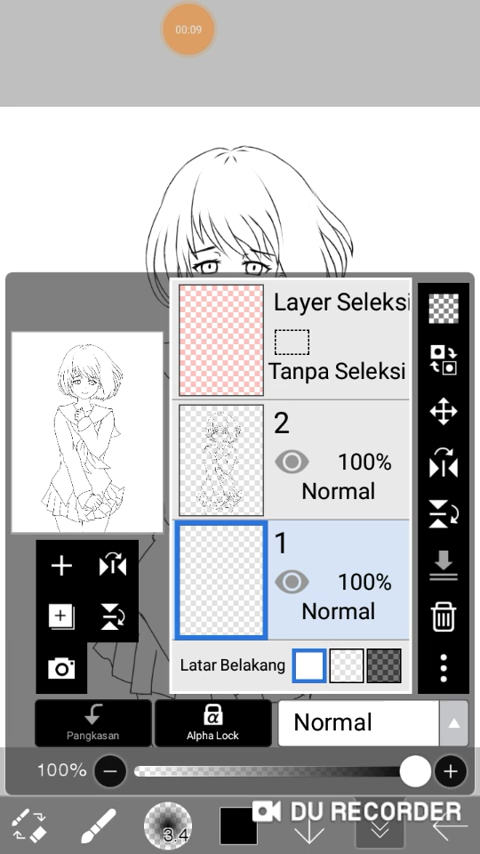 00:09
Layer Seleksi
Tanpa Seleksi
2
100%
Normal
1
100%
Normal
Latar Belakang
Pangkasan
Alpha Lock
Normal
100%
3.4
DU RECORDER